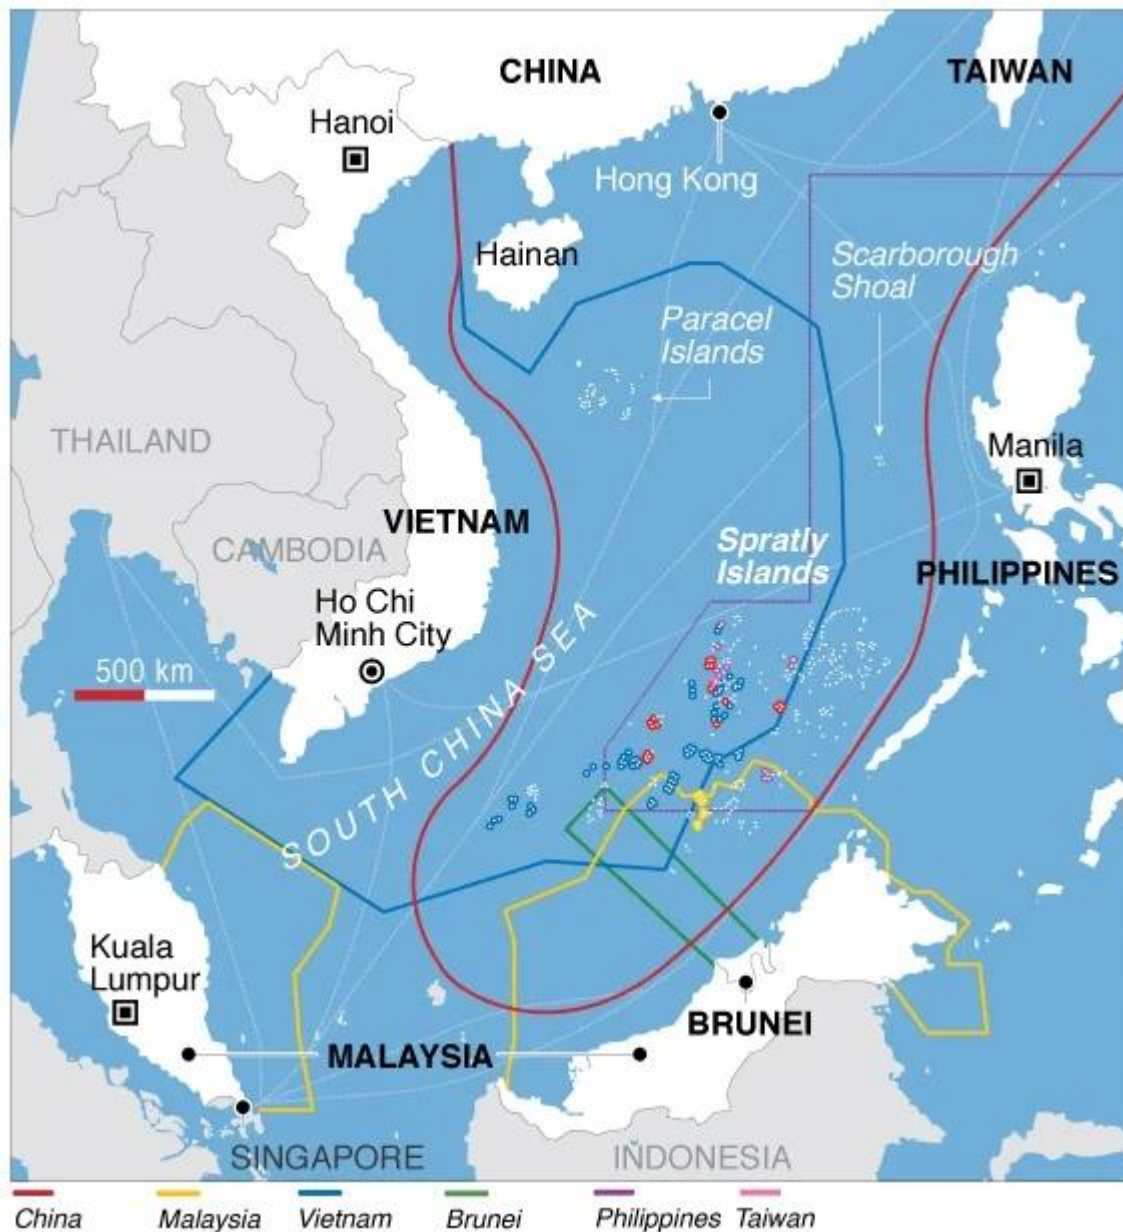 CHINA
TAIWAN
Hanoi
Hong Kong
Hainan
Scarborough
Shoal
Paracel
Islands
THAILAND
Manila
VIETNAM
CAMBODIA
Spratly
Islands
PHILIPPINES
Ho Chi
Minh City
500 km
SOUTH CHINA SEA
Kuala
Lumpur
BRUNEI
MALAYSIA
SINGAPORE
INDONESIA
China Malaysia Vietnam Brunei Philippines Taiwan